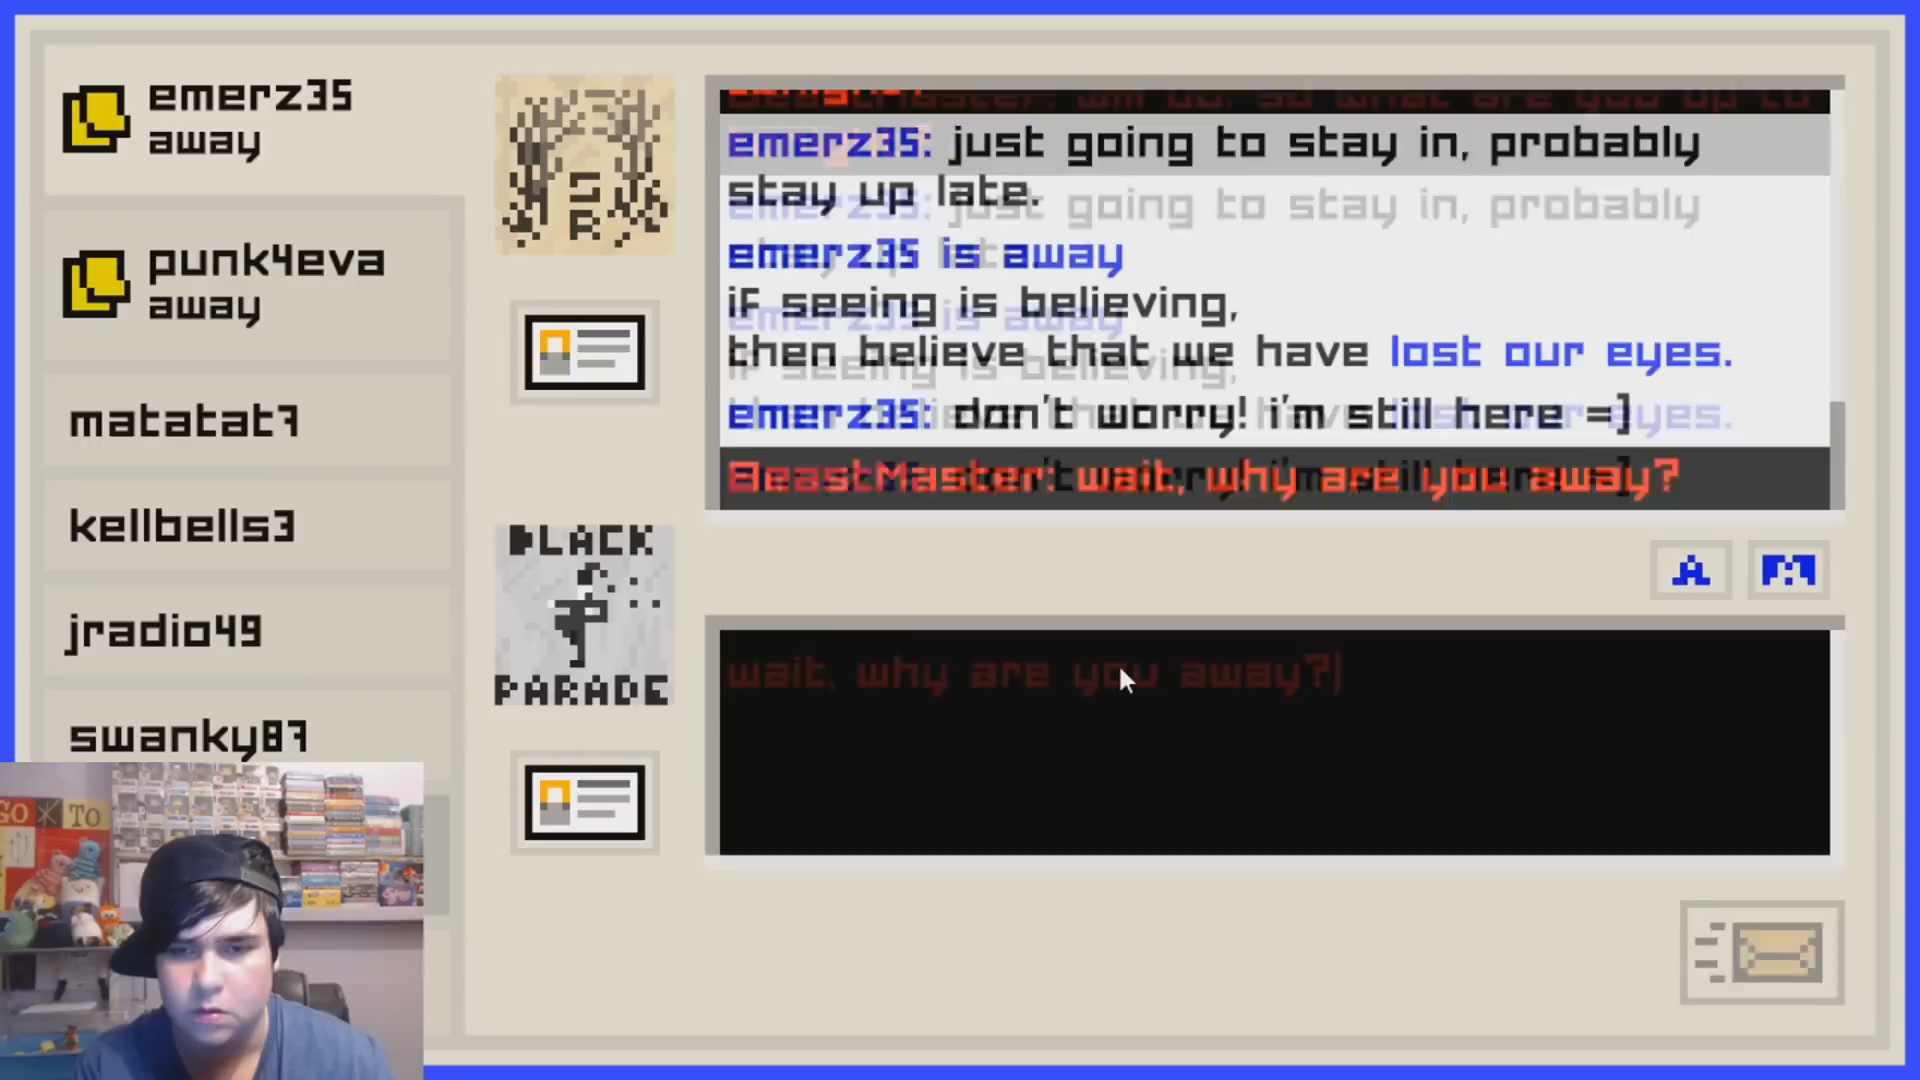 emerz35
away
punk4eva
away
matatat7
kellbells3
jradio49
swanky87
S
R
BLACK
PARADE
emerz35: just going to stay in, probably
stay up late.
emerz35 is away
if seeing is believing,
then believe that we have lost our eyes.
emerz35: don't worry! i'm still here =]
BeastMaster: wait, why are you away?
A
M
wait, why are you away?
GO TO